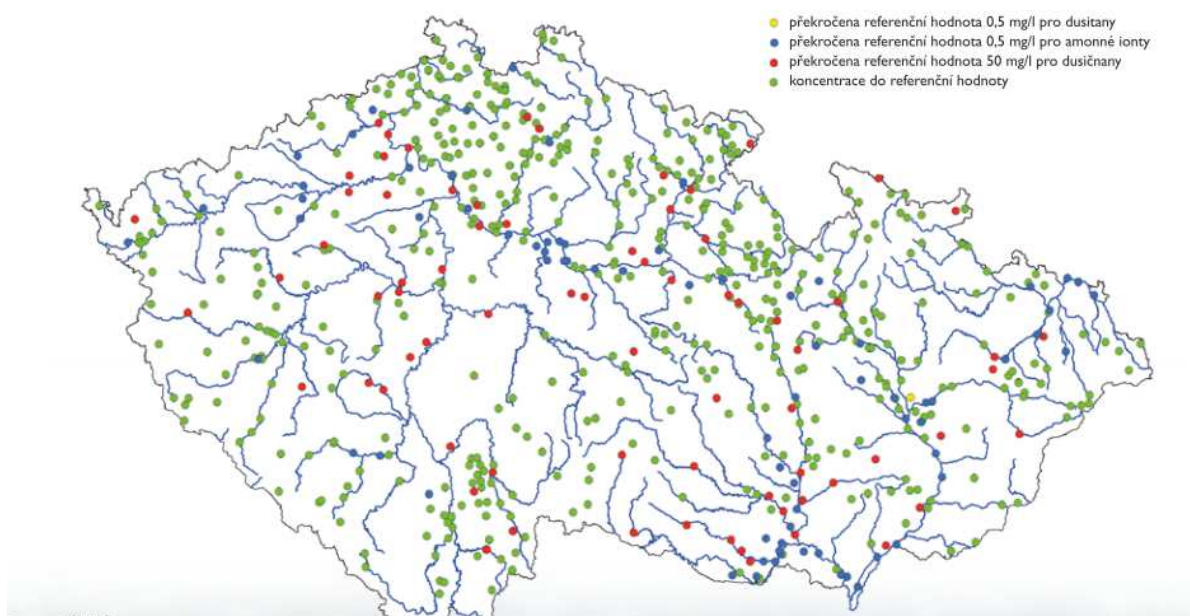 překročena referenční hodnota 0,5 mg/l pro dusitany
překročena referenční hodnota 0,5 mg/l pro amonné ionty
překročena referenční hodnota 50 mg/l pro dusičnany
koncentrace do referenční hodnoty